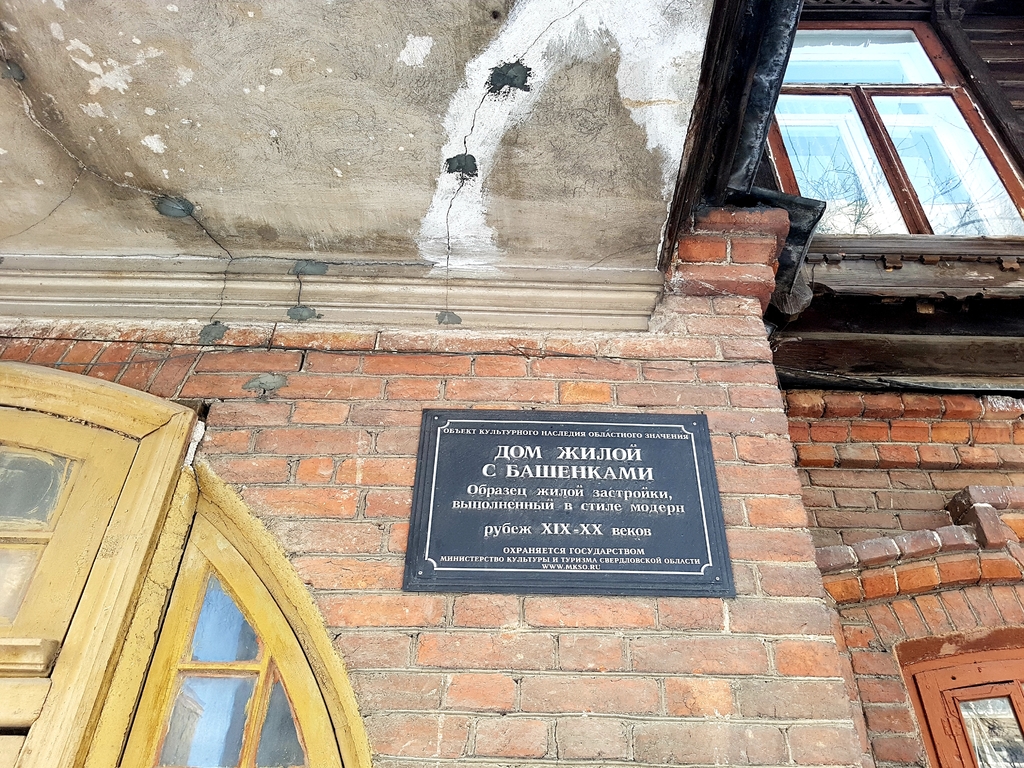 ОБЪЕКТ КУЛЬТУРНОГО НАСЛЕДИЯ ОБЛАСТНОГО ЗНАЧЕНИЯ
ДОМ ЖИЛОЙ
С БАШЕНКАМИ
Образец жилой застройки,
выполненный в стиле модерн
рубеж XIX-XX веков
ОХРАНЯЕТСЯ ГОСУДАРСТВОМ
МИНИСТЕРСТВО КУЛЬТУРЫ И ТУРИЗМА СВЕРДЛОВСКОЙ ОБЛАСТИ
WWW.MKSO.RU